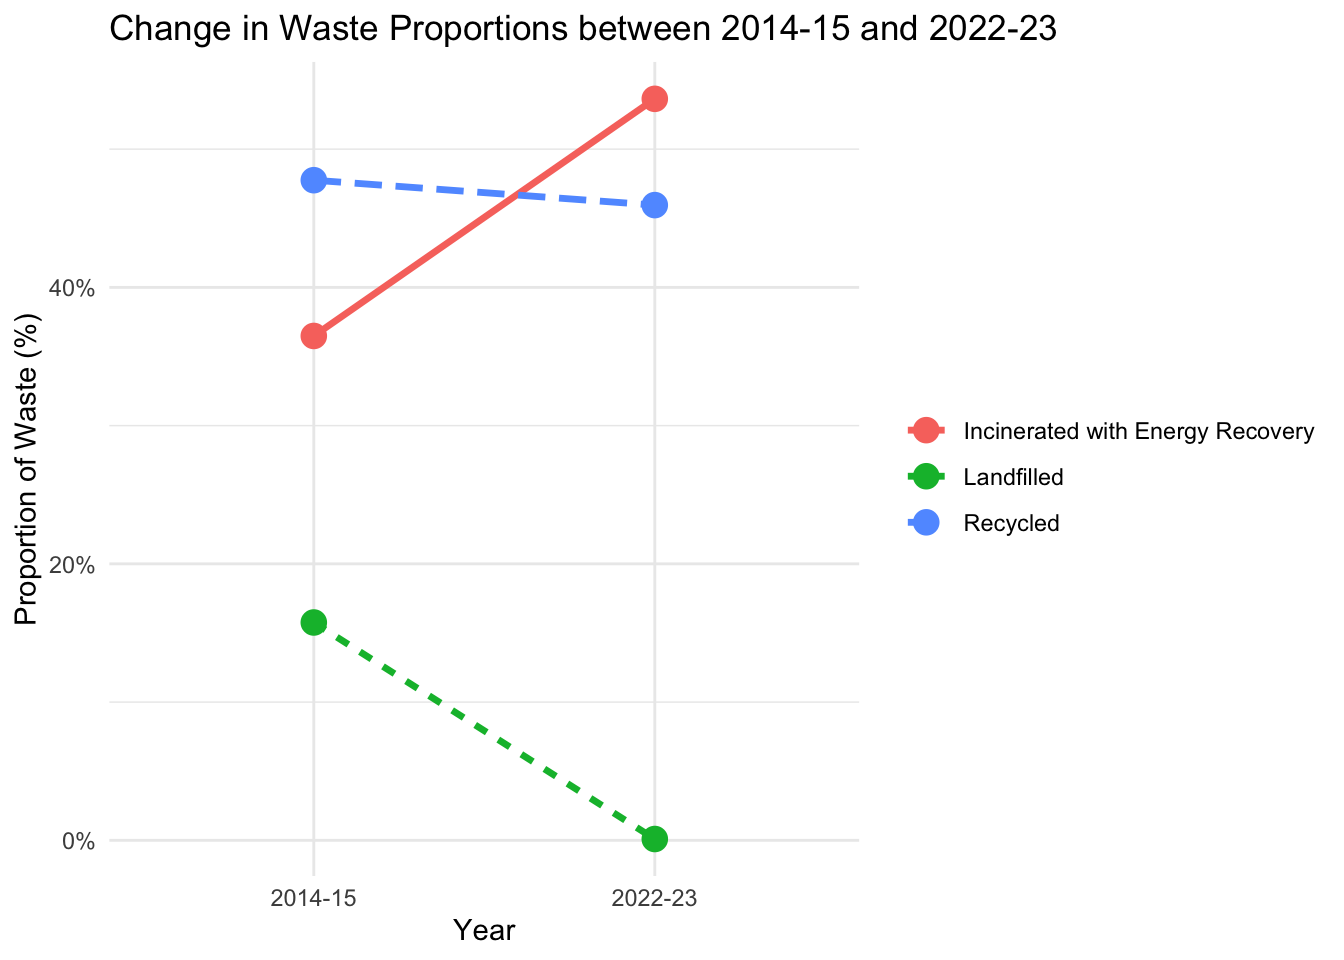 Change in Waste Proportions between 2014-15 and 2022-23
Proportion of Waste (%)
40%
20%
0%
2014-15
2022-23
Year
Incinerated with Energy Recovery
Landfilled
Recycled